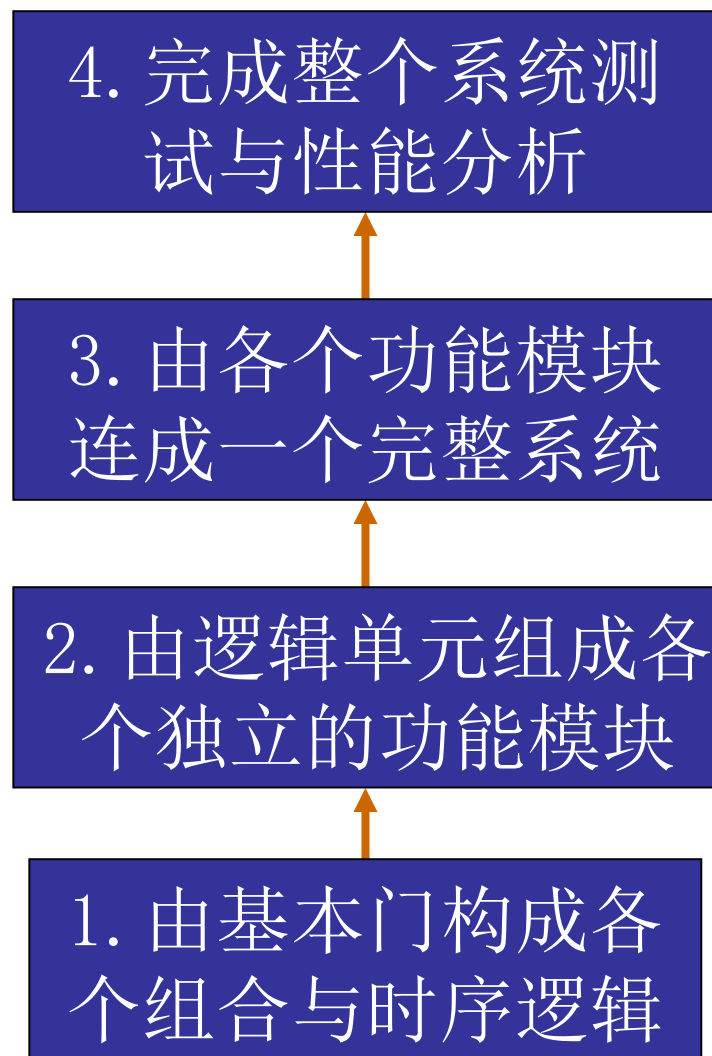 4. 完成整个系统测
试与性能分析
3. 由各个功能模块
连成一个完整系统
2. 由逻辑单元组成各
个独立的功能模块
1. 由基本门构成各
个组合与时序逻辑